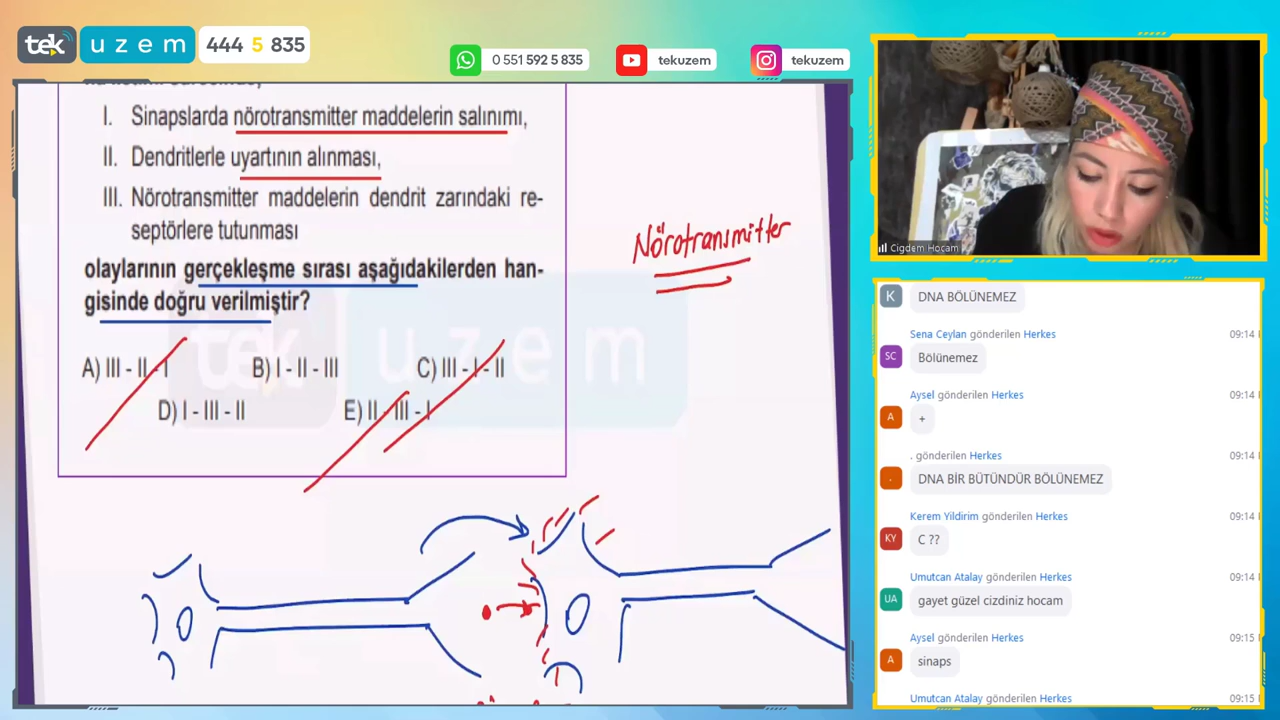 tek uzem 444 5 835
0 551 592 5 835 tekuzem tekuzem
I. Sinapslarda nörotransmitter maddelerin salınımı,
II. Dendritlerle uyartının alınması,
III. Nörotransmitter maddelerin dendrit zarındaki re-
septörlere tutunması
olaylarının gerçekleşme sırası aşağıdakilerden han-
gisinde doğru verilmiştir?
A) III - II - I B) I - II - III C) III - I - II
D) I - III - II E) II - III - I
Nörotransmitter
tek uzem
Cigdem Hocam
K DNA BÖLÜNEMEZ
Sena Ceylan gönderilen Herkes 09:14
SC Bölünemez
Aysel gönderilen Herkes 09:14
A +
. gönderilen Herkes 09:14
. DNA BİR BÜTÜNDÜR BÖLÜNEMEZ
Kerem Yildirim gönderilen Herkes 09:14
KY C ??
Umutcan Atalay gönderilen Herkes 09:14
UA gayet güzel cizdiniz hocam
Aysel gönderilen Herkes 09:15
A sinaps
Umutcan Atalay gönderilen Herkes 09:15